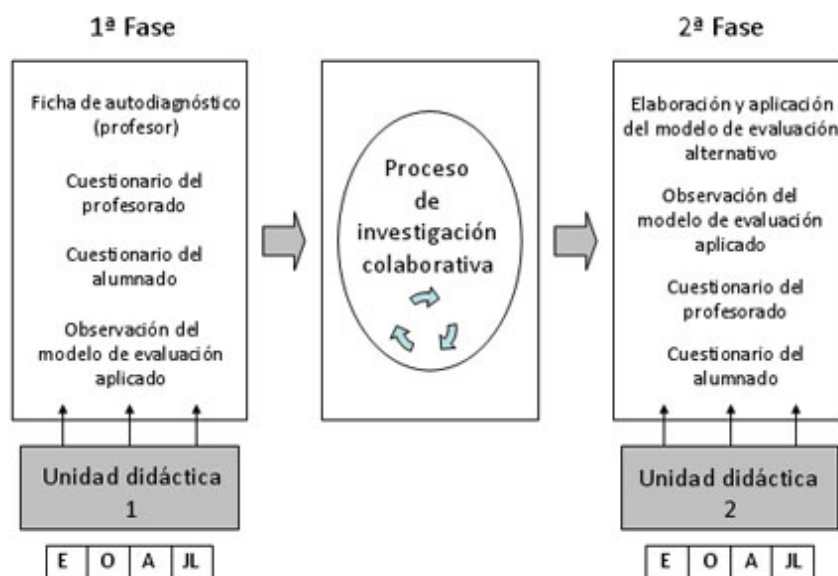 1ª Fase
Ficha de autodiagnóstico
(profesor)
Cuestionario del
profesorado
Cuestionario del
alumnado
Observación del
modelo de evaluación
aplicado
Unidad didáctica
1
E O A JL
Proceso
de
investigación
colaborativa
2ª Fase
Elaboración y aplicación
del modelo de evaluación
alternativo
Observación del
modelo de evaluación
aplicado
Cuestionario del
profesorado
Cuestionario del
alumnado
Unidad didáctica
2
E O A JL